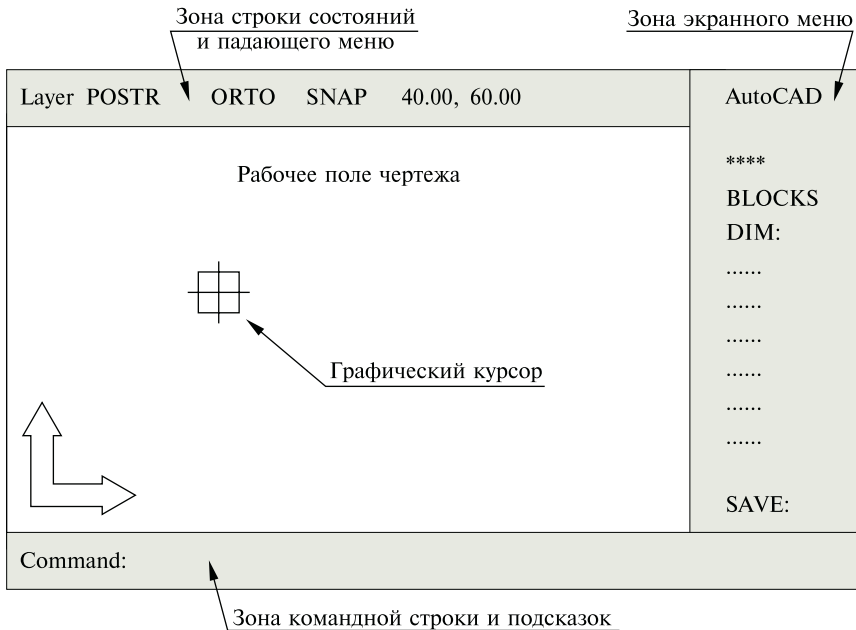 Зона строки состояний
и падающего меню
Зона экранного меню
Layer POSTR ORTO SNAP 40.00, 60.00
AutoCAD
Рабочее поле чертежа
****
BLOCKS
DIM:
......
......
......
......
......
......
Графический курсор
SAVE:
Command:
Зона командной строки и подсказок